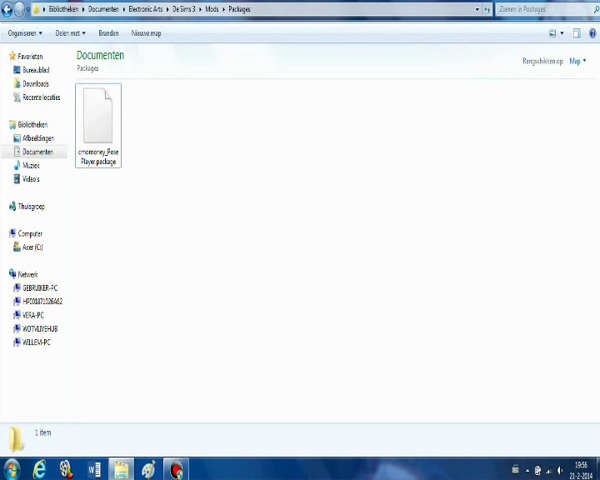 Bibliotheken ▸ Documenten ▸ Electronic Arts ▸ De Sims 3 ▸ Mods ▸ Packages
Zoeken in Packages
Organiseren Delen met Branden Nieuwe map
Documenten
Packages
Rangschikken op: Map
Favorieten
Bureaublad
Downloads
Recente locaties
Bibliotheken
Afbeeldingen
Documenten
Muziek
Video's
Thuisgroep
Computer
Acer (C:)
Netwerk
GEBRUIKER-PC
VERA-PC
WDTVLIVEHUB
WILLEM-PC
cmomoney_Pose
Player.package
1 item
19:56
21-2-2014